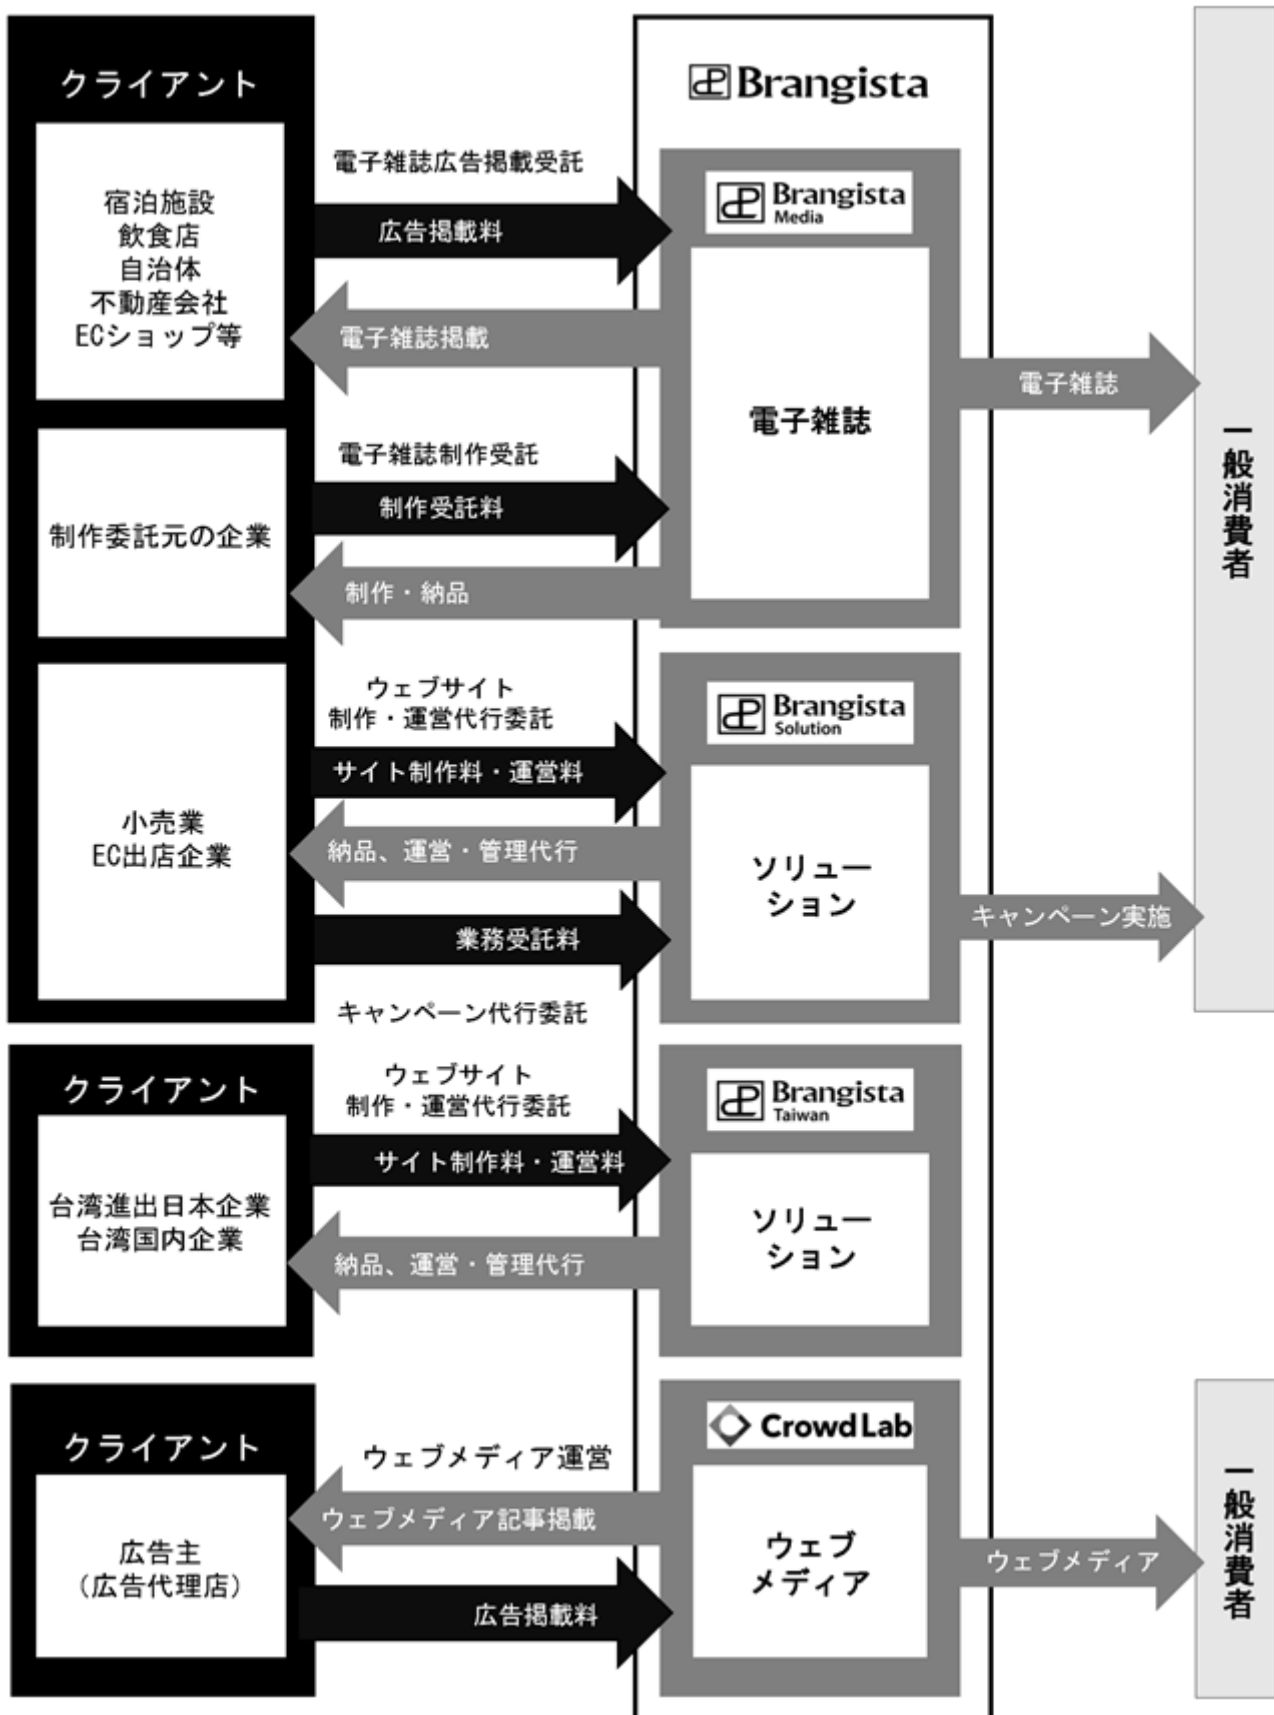 クライアント
宿泊施設
飲食店
自治体
不動産会社
ECショップ等
制作委託元の企業
小売業
EC出店企業
電子雑誌広告掲載受託
広告掲載料
電子雑誌掲載
電子雑誌制作受託
制作受託料
制作・納品
ウェブサイト
制作・運営代行委託
サイト制作料・運営料
納品、運営・管理代行
業務受託料
キャンペーン代行委託
Brangista
Brangista
Media
電子雑誌
Brangista
Solution
ソリュー
ション
電子雑誌
キャンペーン実施
一般消費者
クライアント
台湾進出日本企業
台湾国内企業
ウェブサイト
制作・運営代行委託
サイト制作料・運営料
納品、運営・管理代行
Brangista
Taiwan
ソリュー
ション
クライアント
広告主
（広告代理店）
ウェブメディア運営
ウェブメディア記事掲載
広告掲載料
Crowd Lab
ウェブ
メディア
ウェブメディア
一般消費者